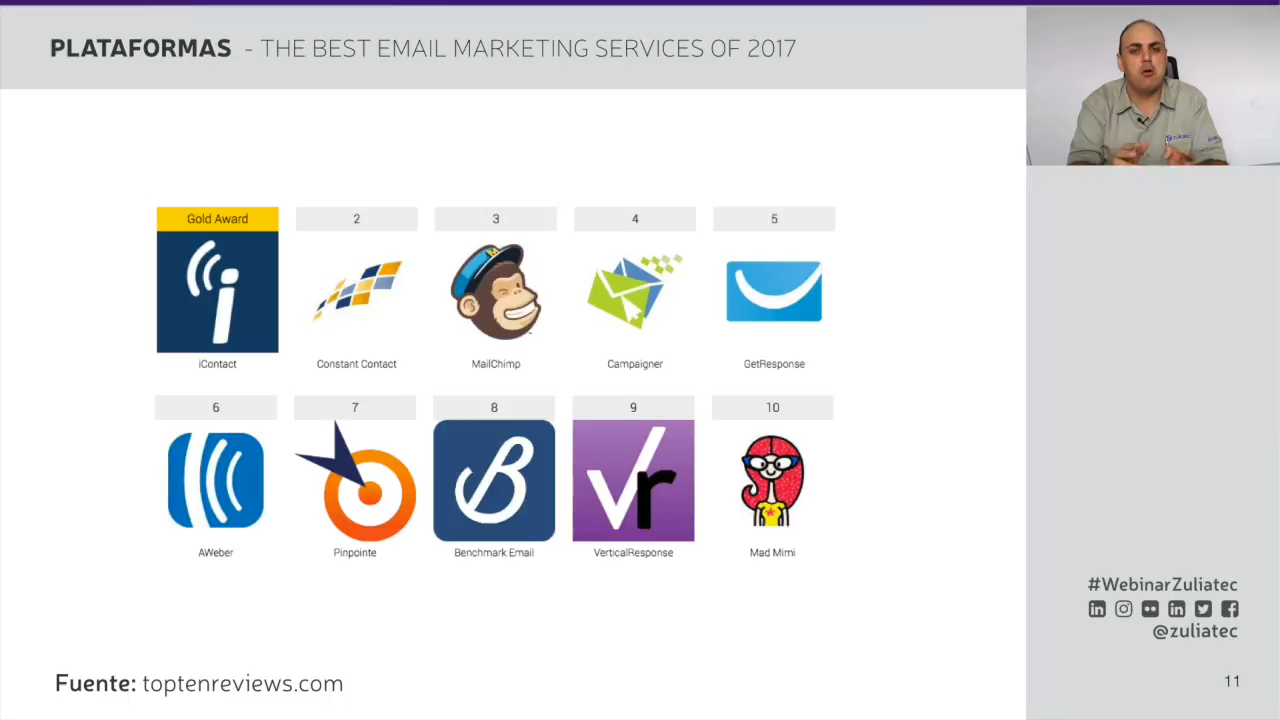 PLATAFORMAS - THE BEST EMAIL MARKETING SERVICES OF 2017
Gold Award
2
3
4
5
iContact
Constant Contact
MailChimp
Campaigner
GetResponse
6
7
8
9
10
AWeber
Pinpointe
Benchmark Email
VerticalResponse
Mad Mimi
#WebinarZuliatec
@zuliatec
Fuente: toptenreviews.com
11